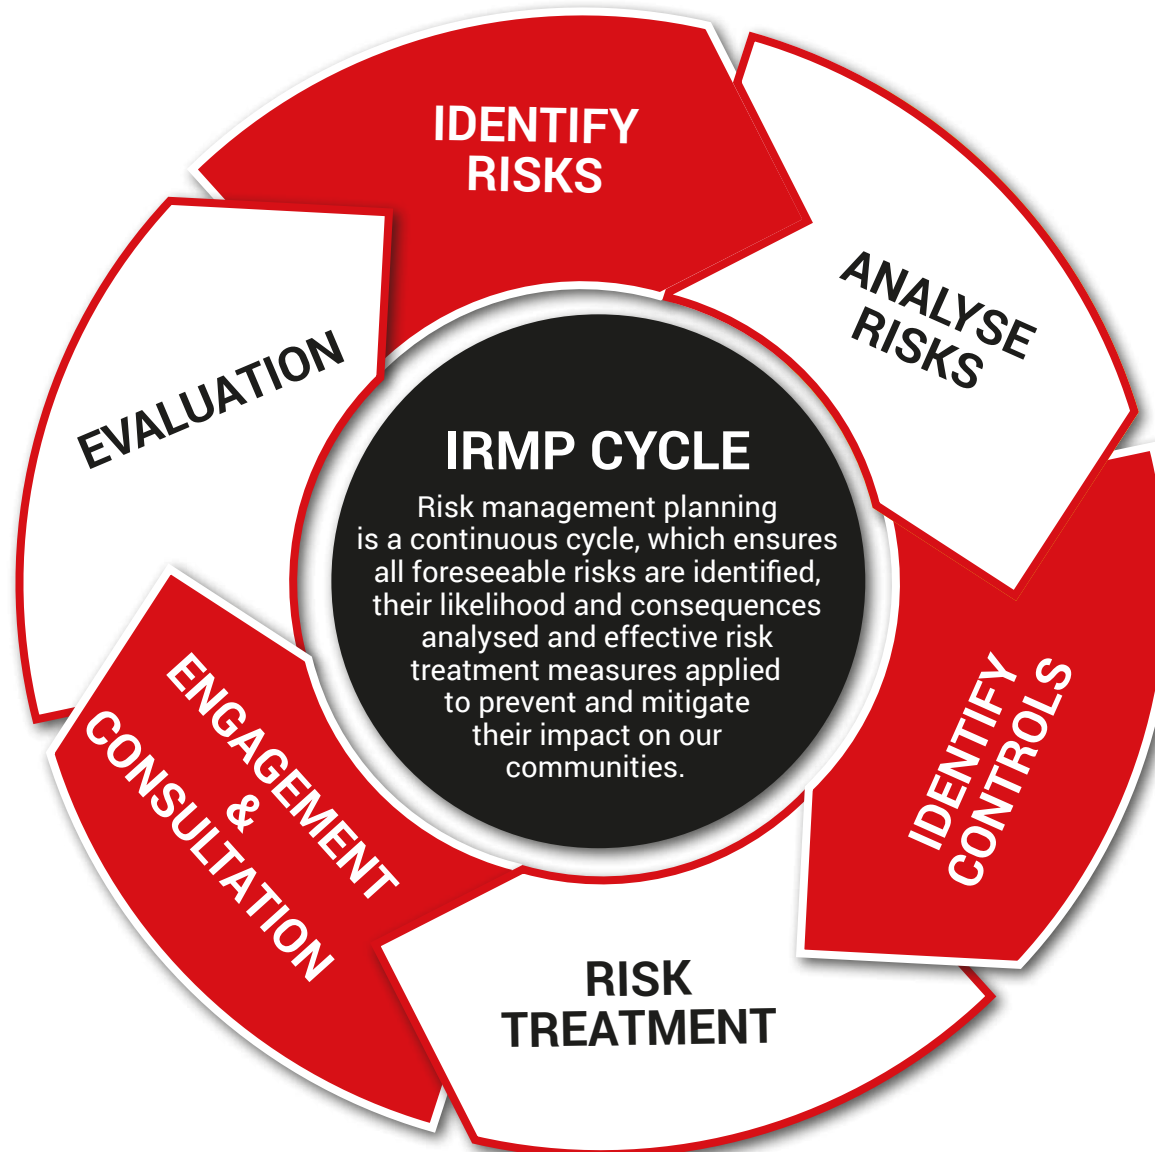 IDENTIFY
RISKS
ANALYSE
RISKS
IDENTIFY
CONTROLS
RISK
TREATMENT
ENGAGEMENT
&
CONSULTATION
EVALUATION
IRMP CYCLE
Risk management planning
is a continuous cycle, which ensures
all foreseeable risks are identified,
their likelihood and consequences
analysed and effective risk
treatment measures applied
to prevent and mitigate
their impact on our
communities.